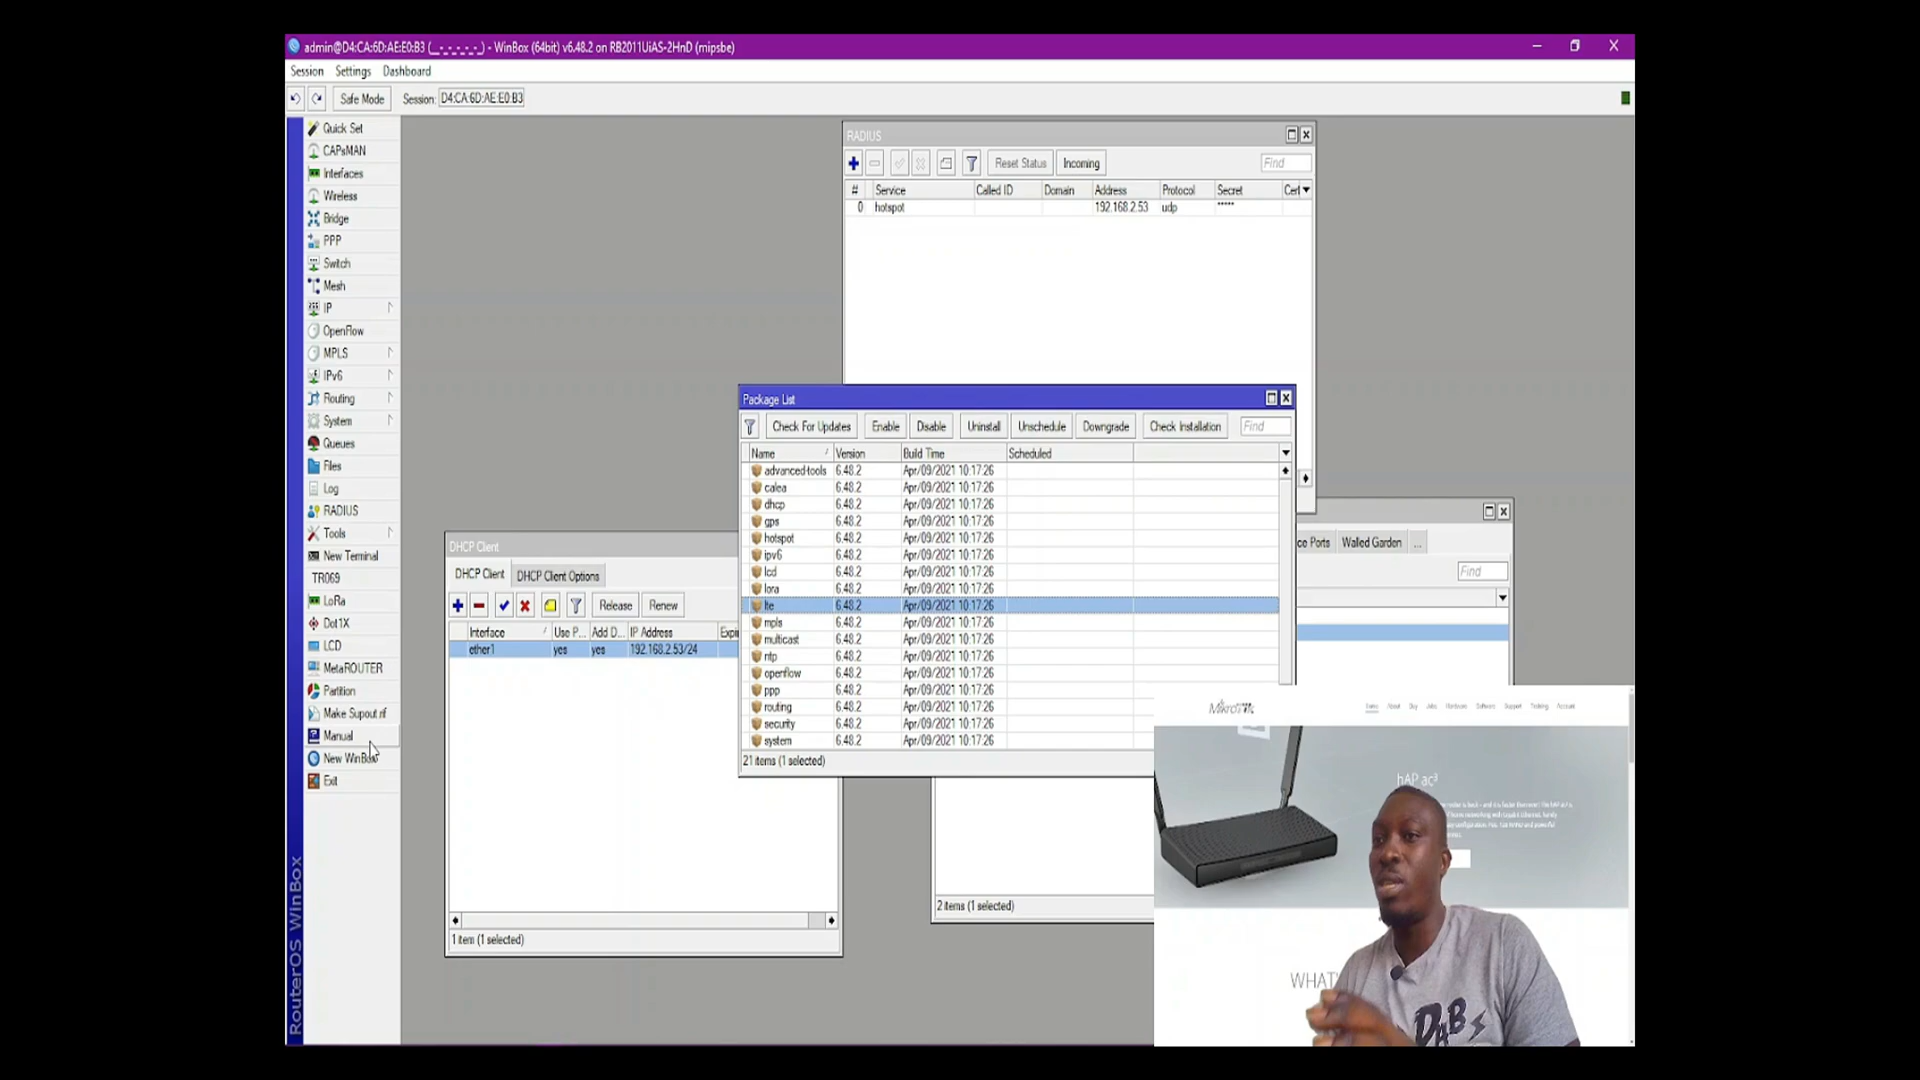 admin@D4:CA:6D:AE:E0:B3 (_-_-_-_-_) - WinBox (64bit) v6.48.2 on RB2011UiAS-2HnD (mipsbe)
Session Settings Dashboard
Safe Mode Session: D4:CA:6D:AE:E0:B3
Quick Set
CAPsMAN
Interfaces
Wireless
Bridge
PPP
Switch
Mesh
IP
OpenFlow
MPLS
IPv6
Routing
System
Queues
Files
Log
RADIUS
Tools
New Terminal
TR069
LoRa
Dot1X
LCD
MetaROUTER
Partition
Make Supout.rif
Manual
New WinBox
Exit
RouterOS WinBox
RADIUS
Reset Status Incoming Find
# Service Called ID Domain Address Protocol Secret Cert
0 hotspot 192.168.2.53 udp *****
Package List
Check For Updates Enable Disable Uninstall Unschedule Downgrade Check Installation Find
Name Version Build Time Scheduled
advanced-tools 6.48.2 Apr/09/2021 10:17:26
calea 6.48.2 Apr/09/2021 10:17:26
dhcp 6.48.2 Apr/09/2021 10:17:26
gps 6.48.2 Apr/09/2021 10:17:26
hotspot 6.48.2 Apr/09/2021 10:17:26
ipv6 6.48.2 Apr/09/2021 10:17:26
lcd 6.48.2 Apr/09/2021 10:17:26
lora 6.48.2 Apr/09/2021 10:17:26
lte 6.48.2 Apr/09/2021 10:17:26
mpls 6.48.2 Apr/09/2021 10:17:26
multicast 6.48.2 Apr/09/2021 10:17:26
ntp 6.48.2 Apr/09/2021 10:17:26
openflow 6.48.2 Apr/09/2021 10:17:26
ppp 6.48.2 Apr/09/2021 10:17:26
routing 6.48.2 Apr/09/2021 10:17:26
security 6.48.2 Apr/09/2021 10:17:26
system 6.48.2 Apr/09/2021 10:17:26
21 items (1 selected)
DHCP Client
DHCP Client DHCP Client Options
Release Renew
Interface Use P... Add D... IP Address Expi
ether1 yes yes 192.168.2.53/24
1 item (1 selected)
ce Ports Walled Garden ...
Find
2 items (1 selected)
MikroTik
Home About Buy Jobs Hardware Software Support Training Account
hAP ac³
WHAT'
DABs